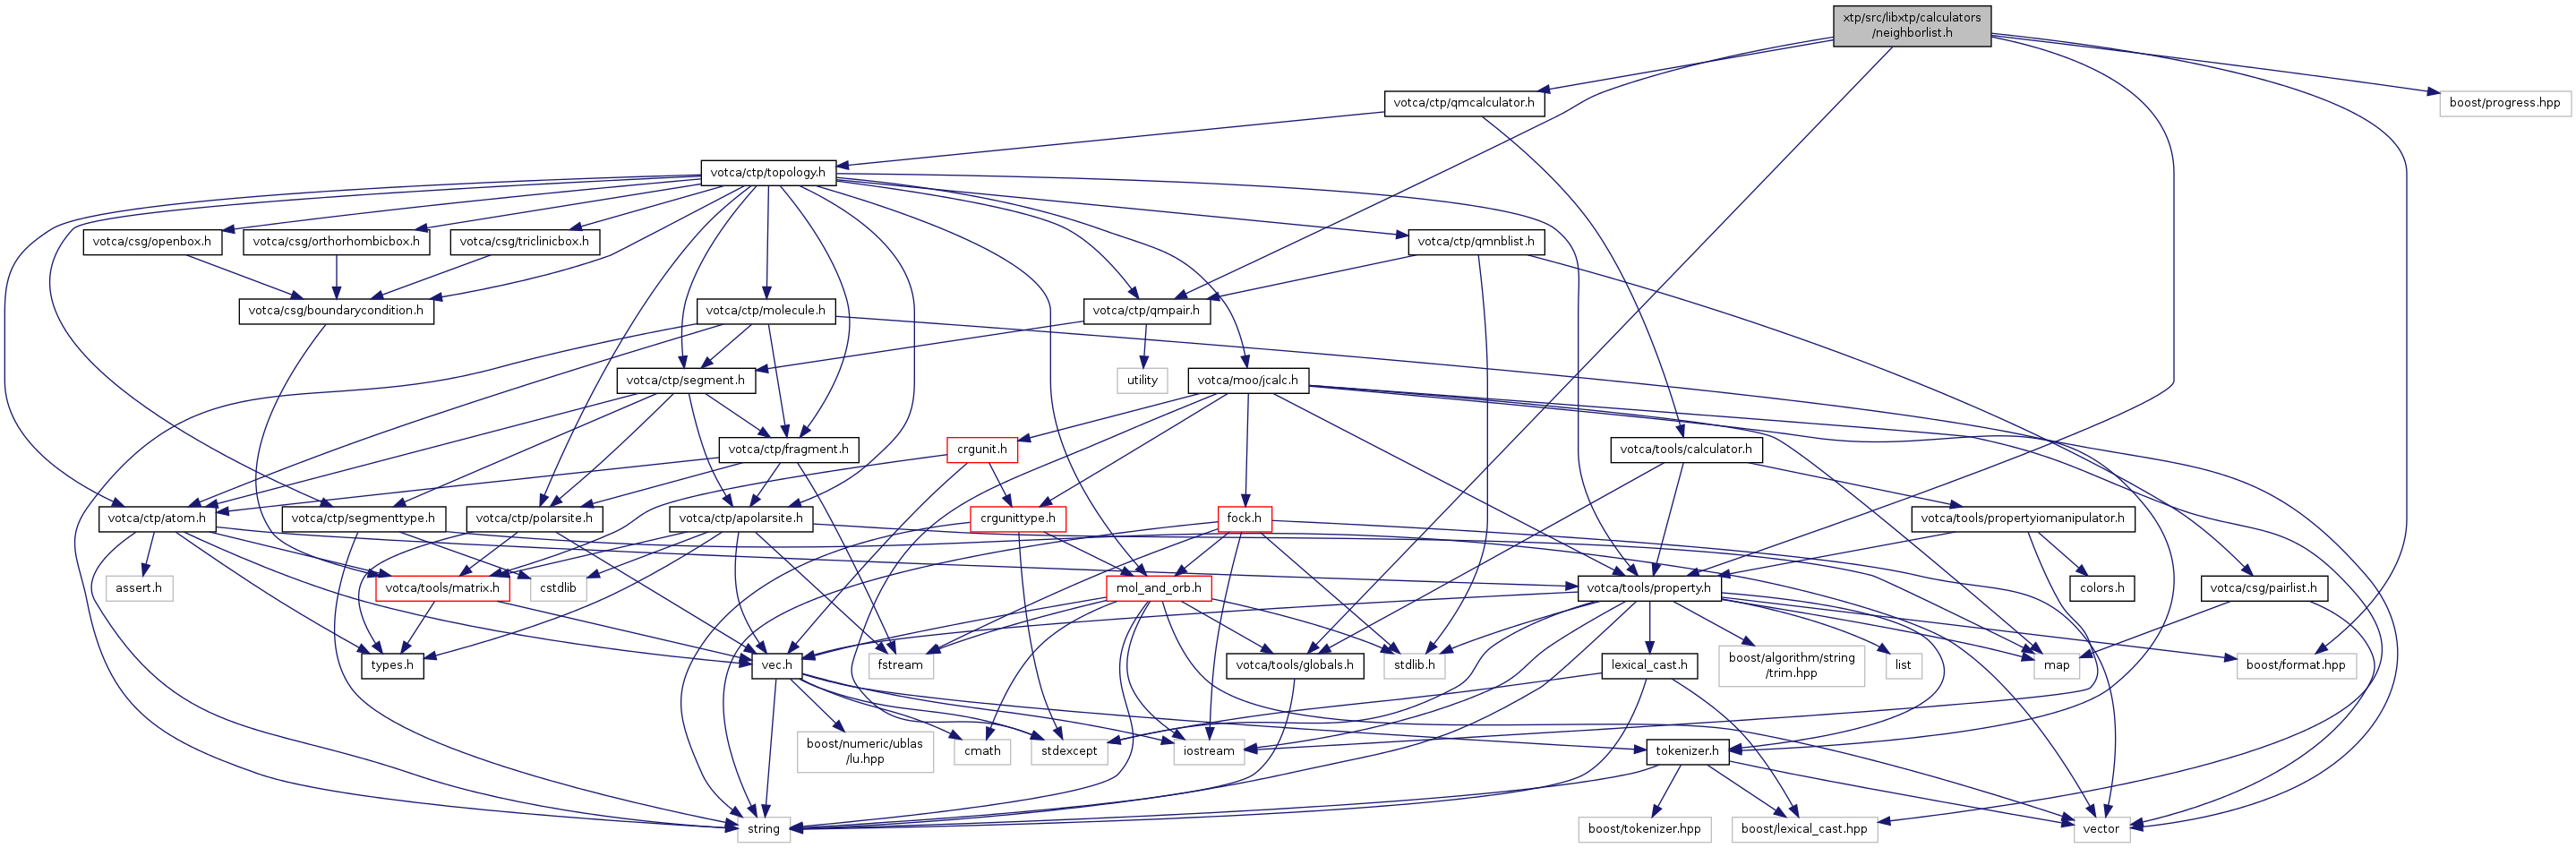 xtp/src/libxtp/calculators
/neighborlist.h
votca/ctp/qmcalculator.h
boost/progress.hpp
votca/ctp/topology.h
votca/csg/openbox.h
votca/csg/orthorhombicbox.h
votca/csg/triclinicbox.h
votca/ctp/qmnblist.h
votca/csg/boundarycondition.h
votca/ctp/molecule.h
votca/ctp/qmpair.h
votca/ctp/segment.h
utility
votca/moo/jcalc.h
votca/ctp/fragment.h
crgunit.h
votca/tools/calculator.h
votca/ctp/atom.h
votca/ctp/segmenttype.h
votca/ctp/polarsite.h
votca/ctp/apolarsite.h
crgunittype.h
fock.h
votca/tools/propertyiomanipulator.h
assert.h
votca/tools/matrix.h
cstdlib
mol_and_orb.h
votca/tools/property.h
colors.h
votca/csg/pairlist.h
types.h
vec.h
fstream
votca/tools/globals.h
stdlib.h
lexical_cast.h
boost/algorithm/string
/trim.hpp
list
map
boost/format.hpp
boost/numeric/ublas
/lu.hpp
cmath
stdexcept
iostream
tokenizer.h
string
boost/tokenizer.hpp
boost/lexical_cast.hpp
vector